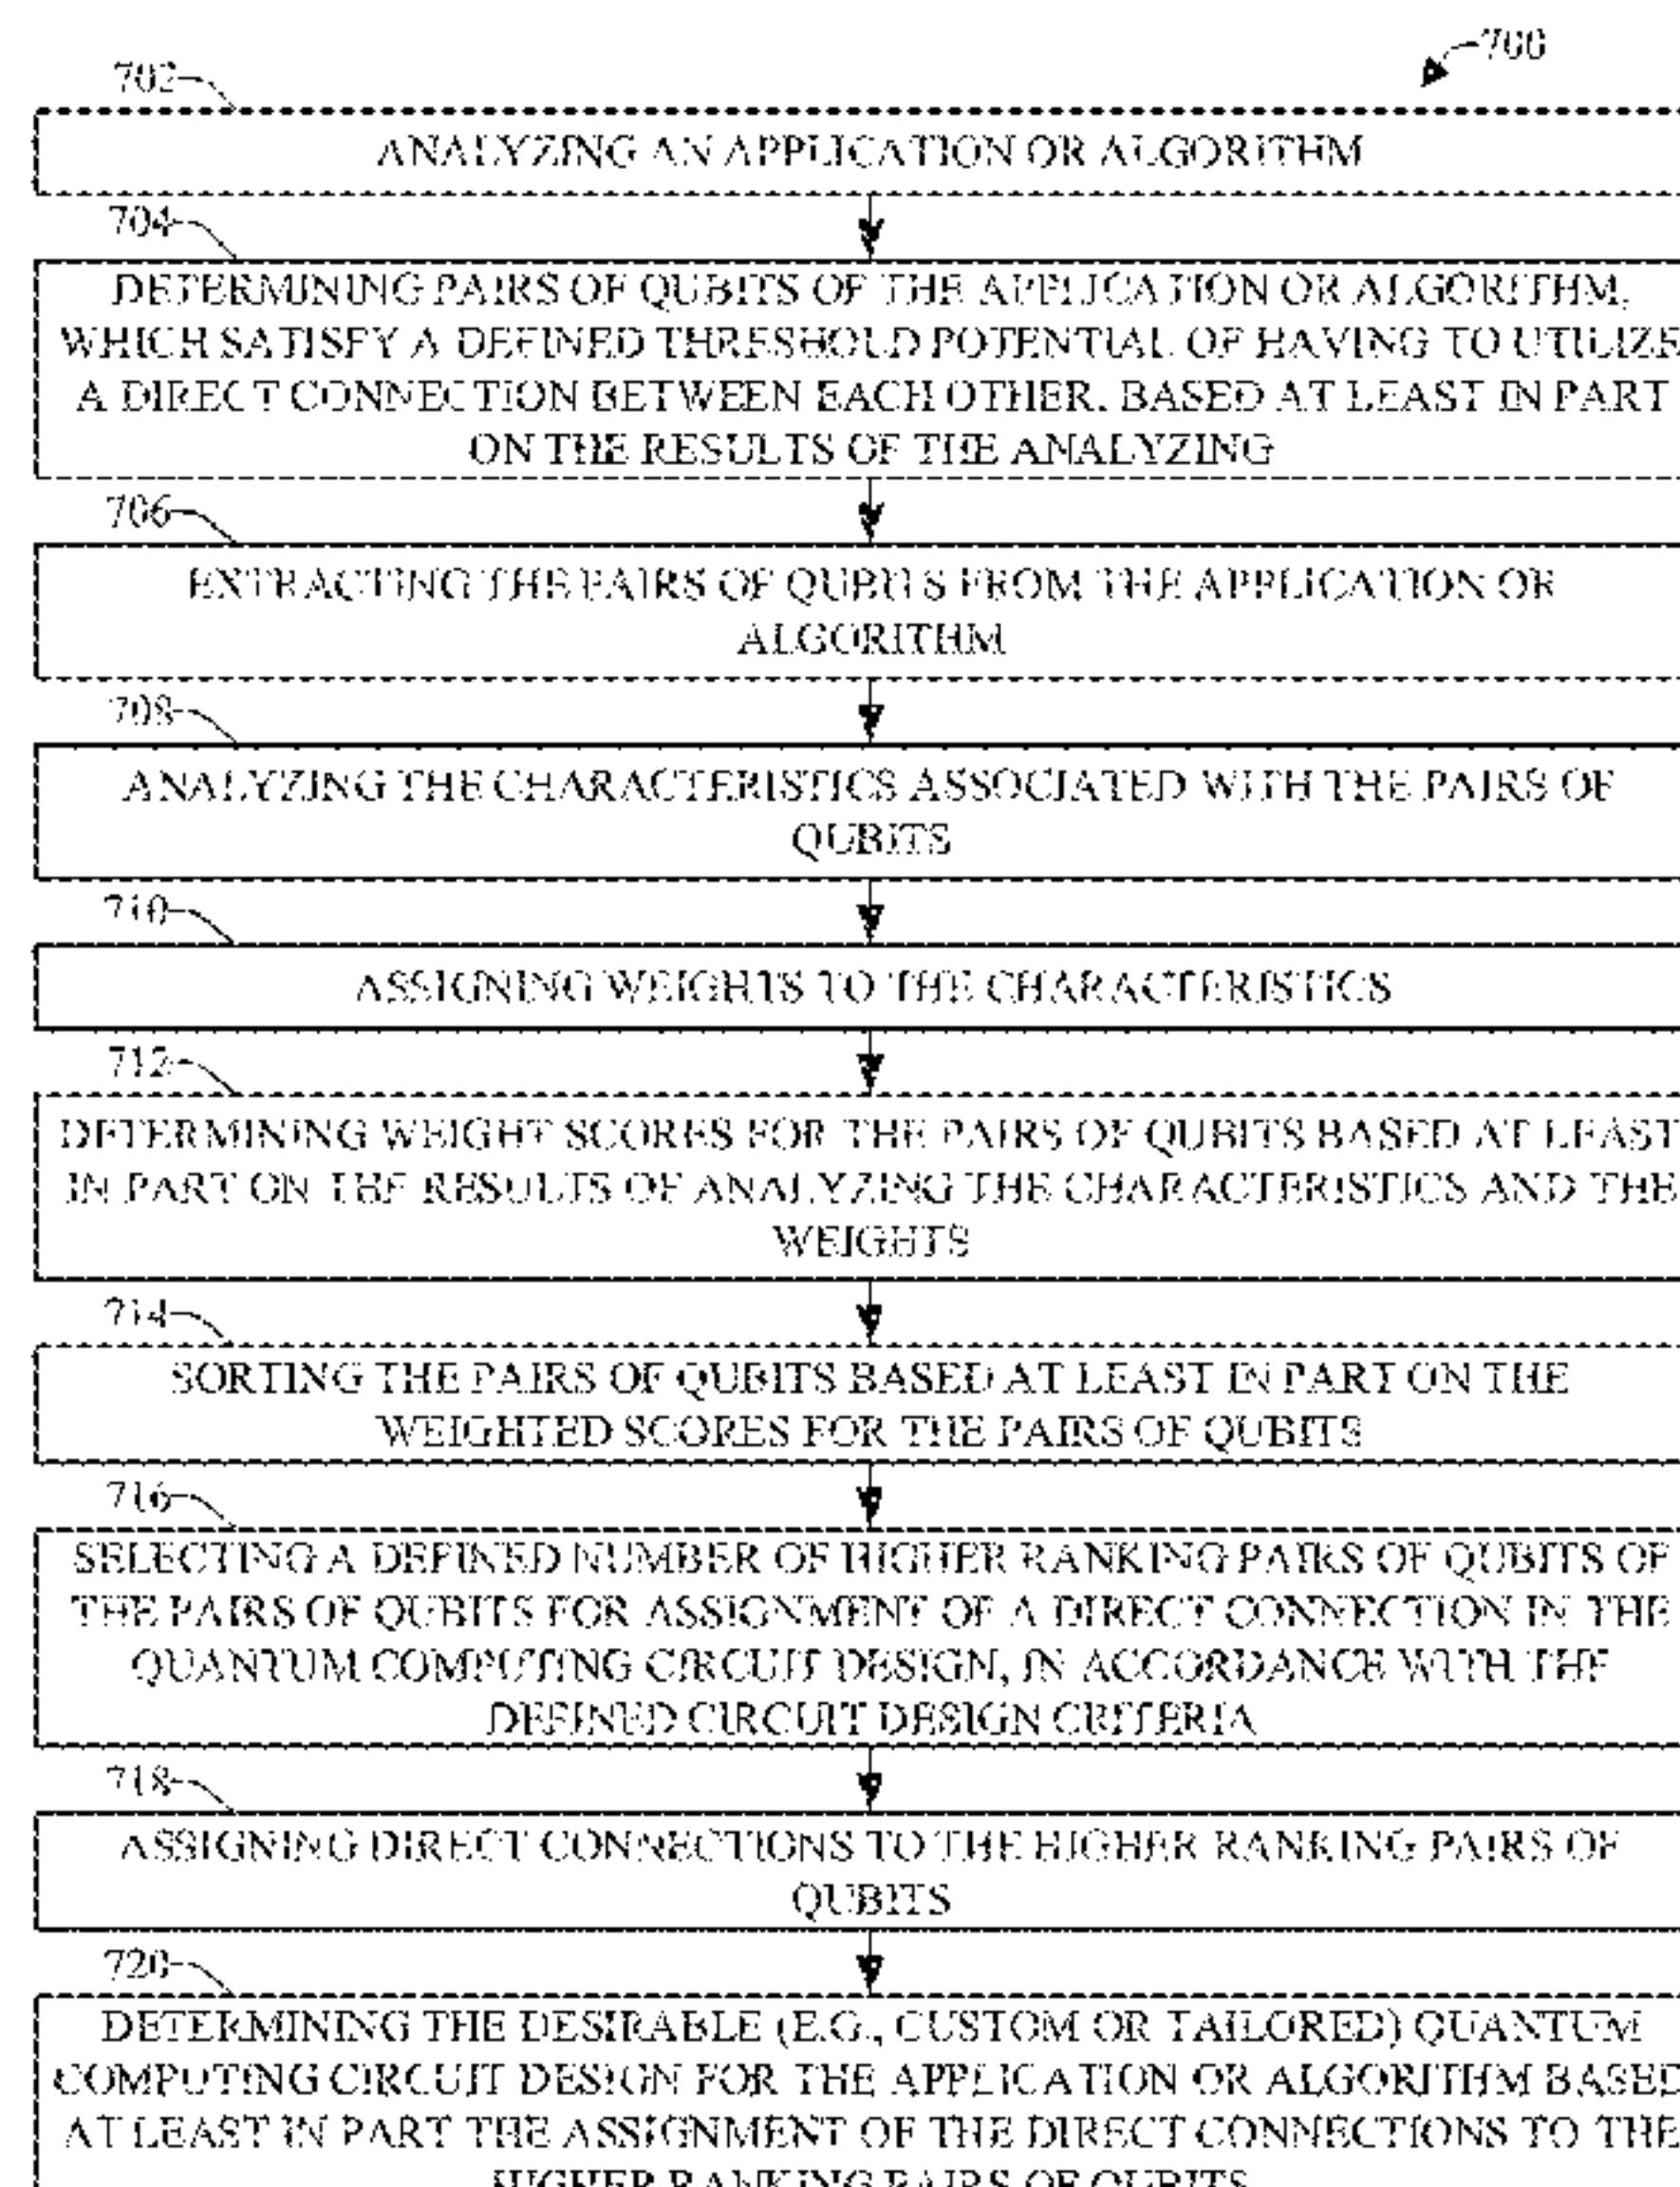 700
702
ANALYZING AN APPLICATION OR ALGORITHM
704
DETERMINING PAIRS OF QUBITS OF THE APPLICATION OR ALGORITHM,
WHICH SATISFY A DEFINED THRESHOLD POTENTIAL OF HAVING TO UTILIZE
A DIRECT CONNECTION BETWEEN EACH OTHER, BASED AT LEAST IN PART
ON THE RESULTS OF THE ANALYZING
706
EXTRACTING THE PAIRS OF QUBITS FROM THE APPLICATION OR
ALGORITHM
708
ANALYZING THE CHARACTERISTICS ASSOCIATED WITH THE PAIRS OF
QUBITS
710
ASSIGNING WEIGHTS TO THE CHARACTERISTICS
712
DETERMINING WEIGHT SCORES FOR THE PAIRS OF QUBITS BASED AT LEAST
IN PART ON THE RESULTS OF ANALYZING THE CHARACTERISTICS AND THE
WEIGHTS
714
SORTING THE PAIRS OF QUBITS BASED AT LEAST IN PART ON THE
WEIGHTED SCORES FOR THE PAIRS OF QUBITS
716
SELECTING A DEFINED NUMBER OF HIGHER RANKING PAIRS OF QUBITS OF
THE PAIRS OF QUBITS FOR ASSIGNMENT OF A DIRECT CONNECTION IN THE
QUANTUM COMPUTING CIRCUIT DESIGN, IN ACCORDANCE WITH THE
DEFINED CIRCUIT DESIGN CRITERIA
718
ASSIGNING DIRECT CONNECTIONS TO THE HIGHER RANKING PAIRS OF
QUBITS
720
DETERMINING THE DESIRABLE (E.G., CUSTOM OR TAILORED) QUANTUM
COMPUTING CIRCUIT DESIGN FOR THE APPLICATION OR ALGORITHM BASED
AT LEAST IN PART THE ASSIGNMENT OF THE DIRECT CONNECTIONS TO THE
HIGHER RANKING PAIRS OF QUBITS